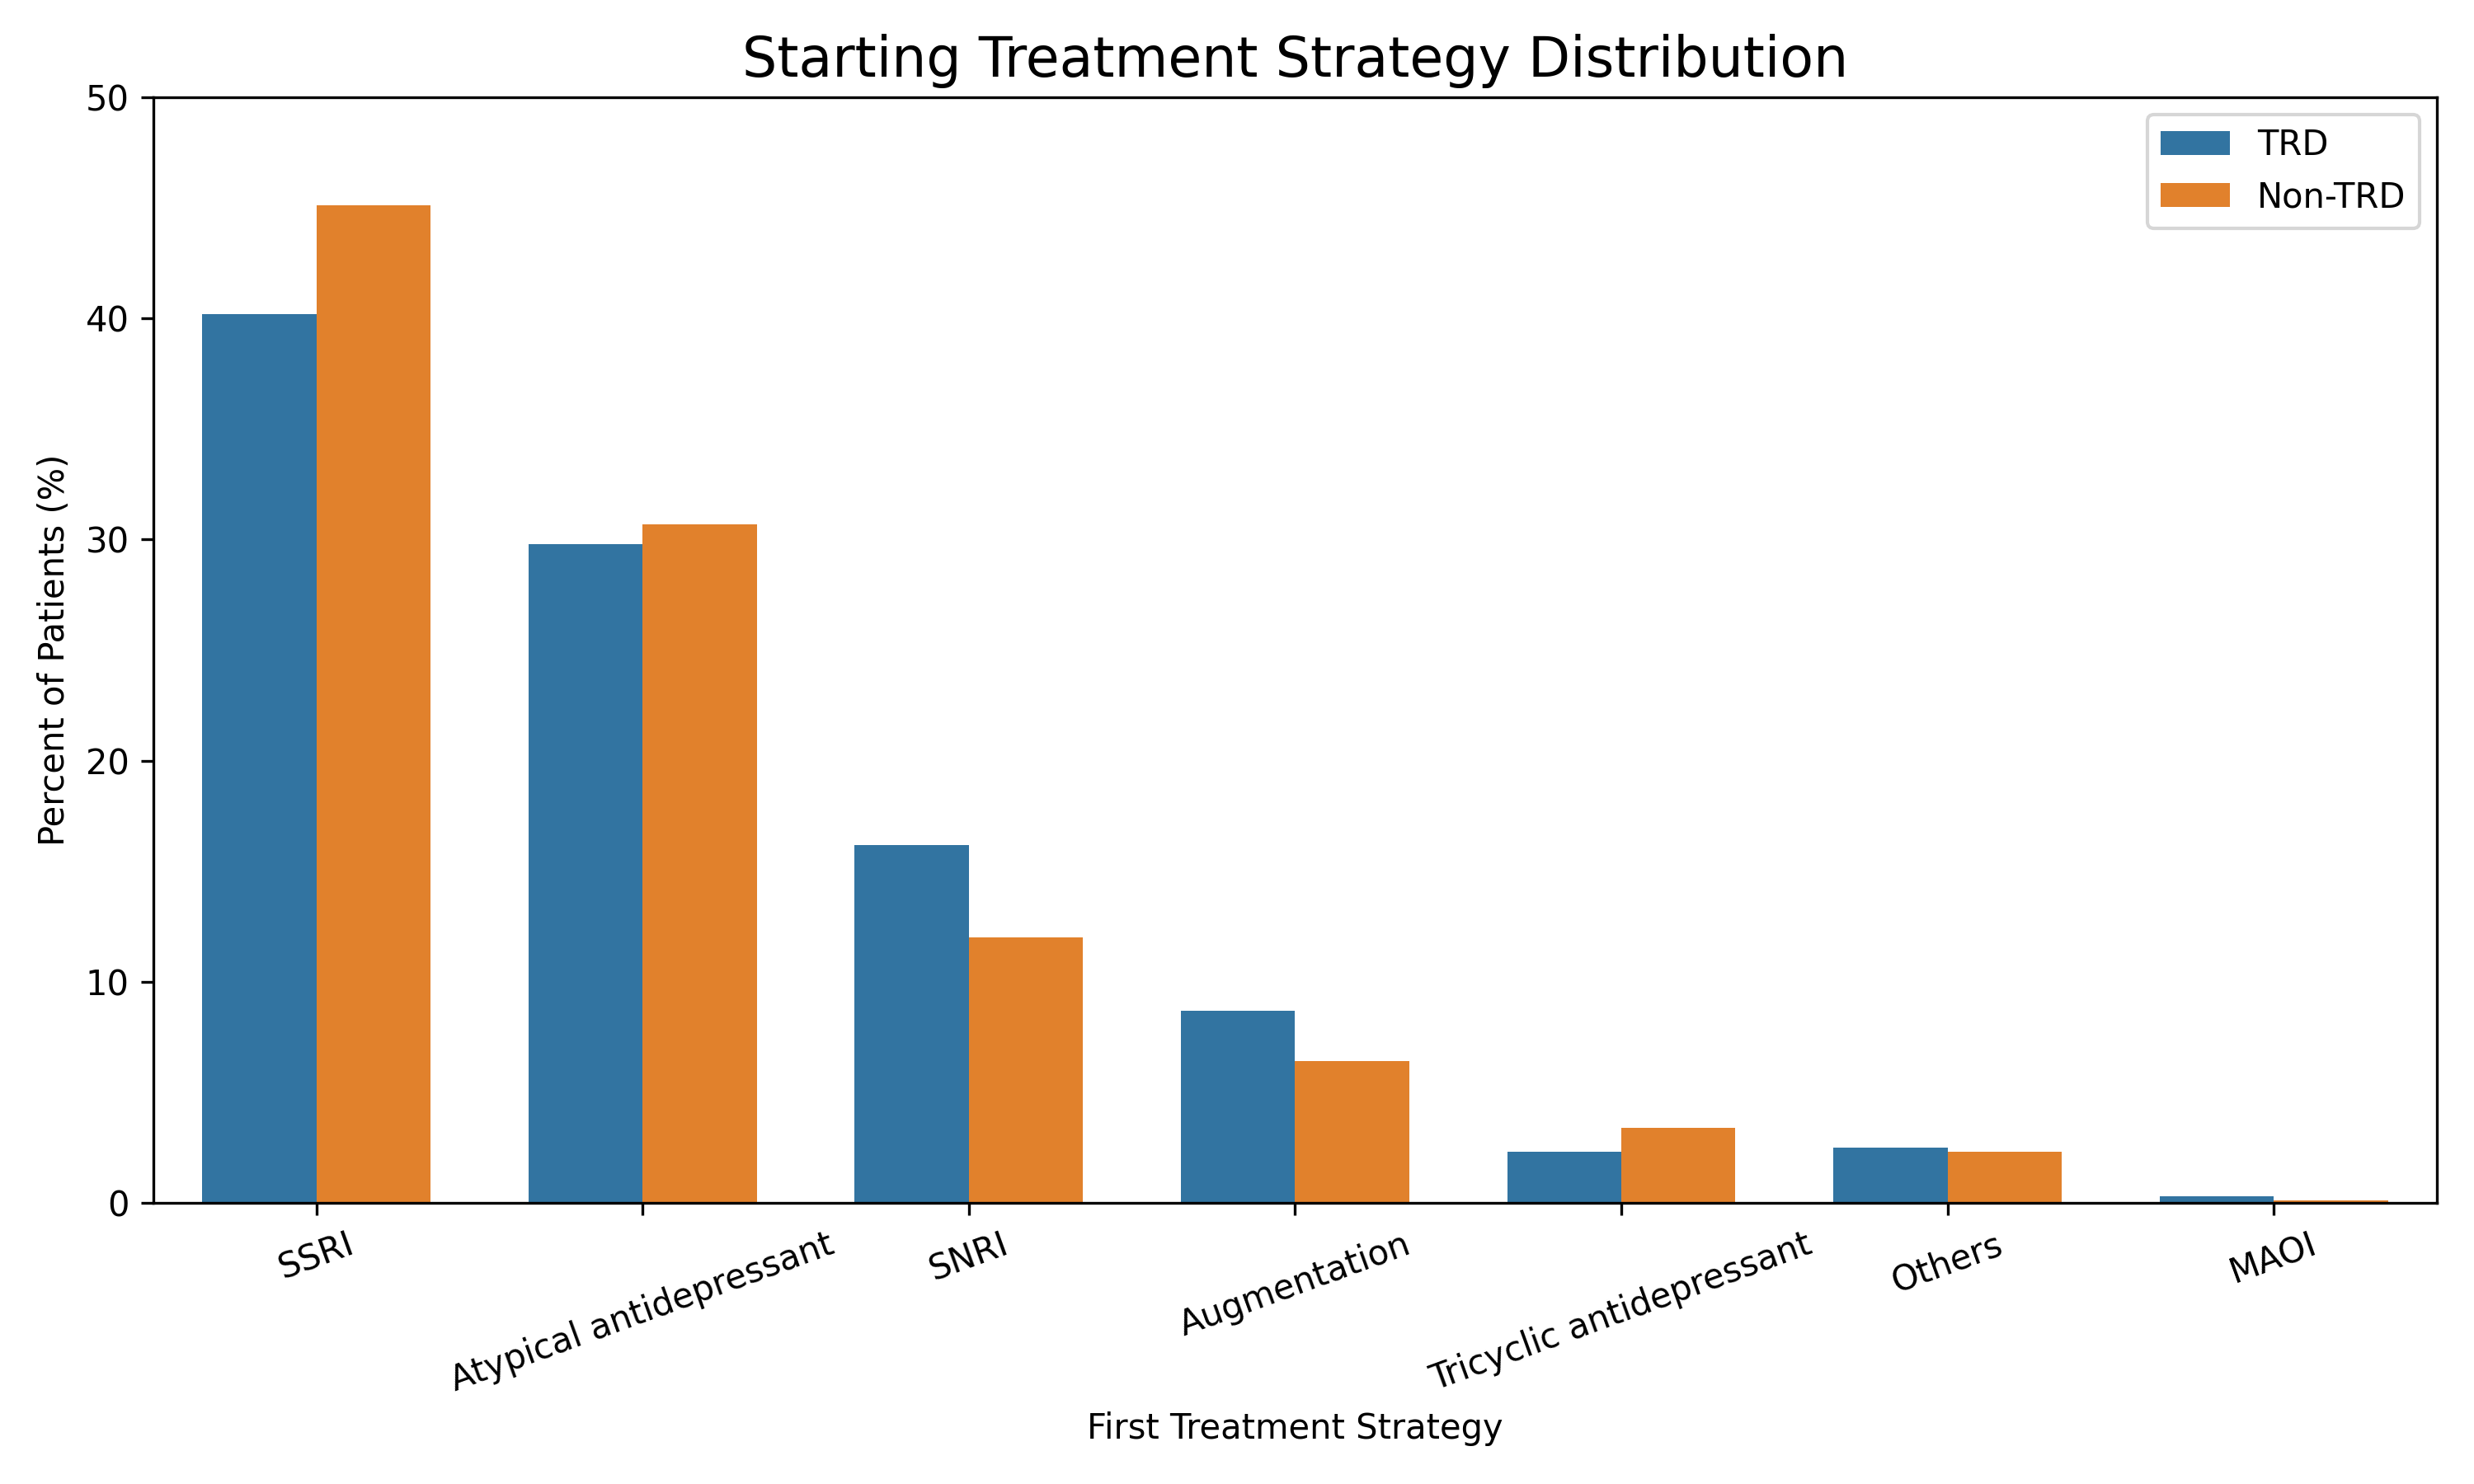 Starting Treatment Strategy Distribution
50
40
30
20
10
0
Percent of Patients (%)
TRD
Non-TRD
SSRI
Atypical antidepressant
SNRI
Augmentation
Tricyclic antidepressant
Others
MAOI
First Treatment Strategy